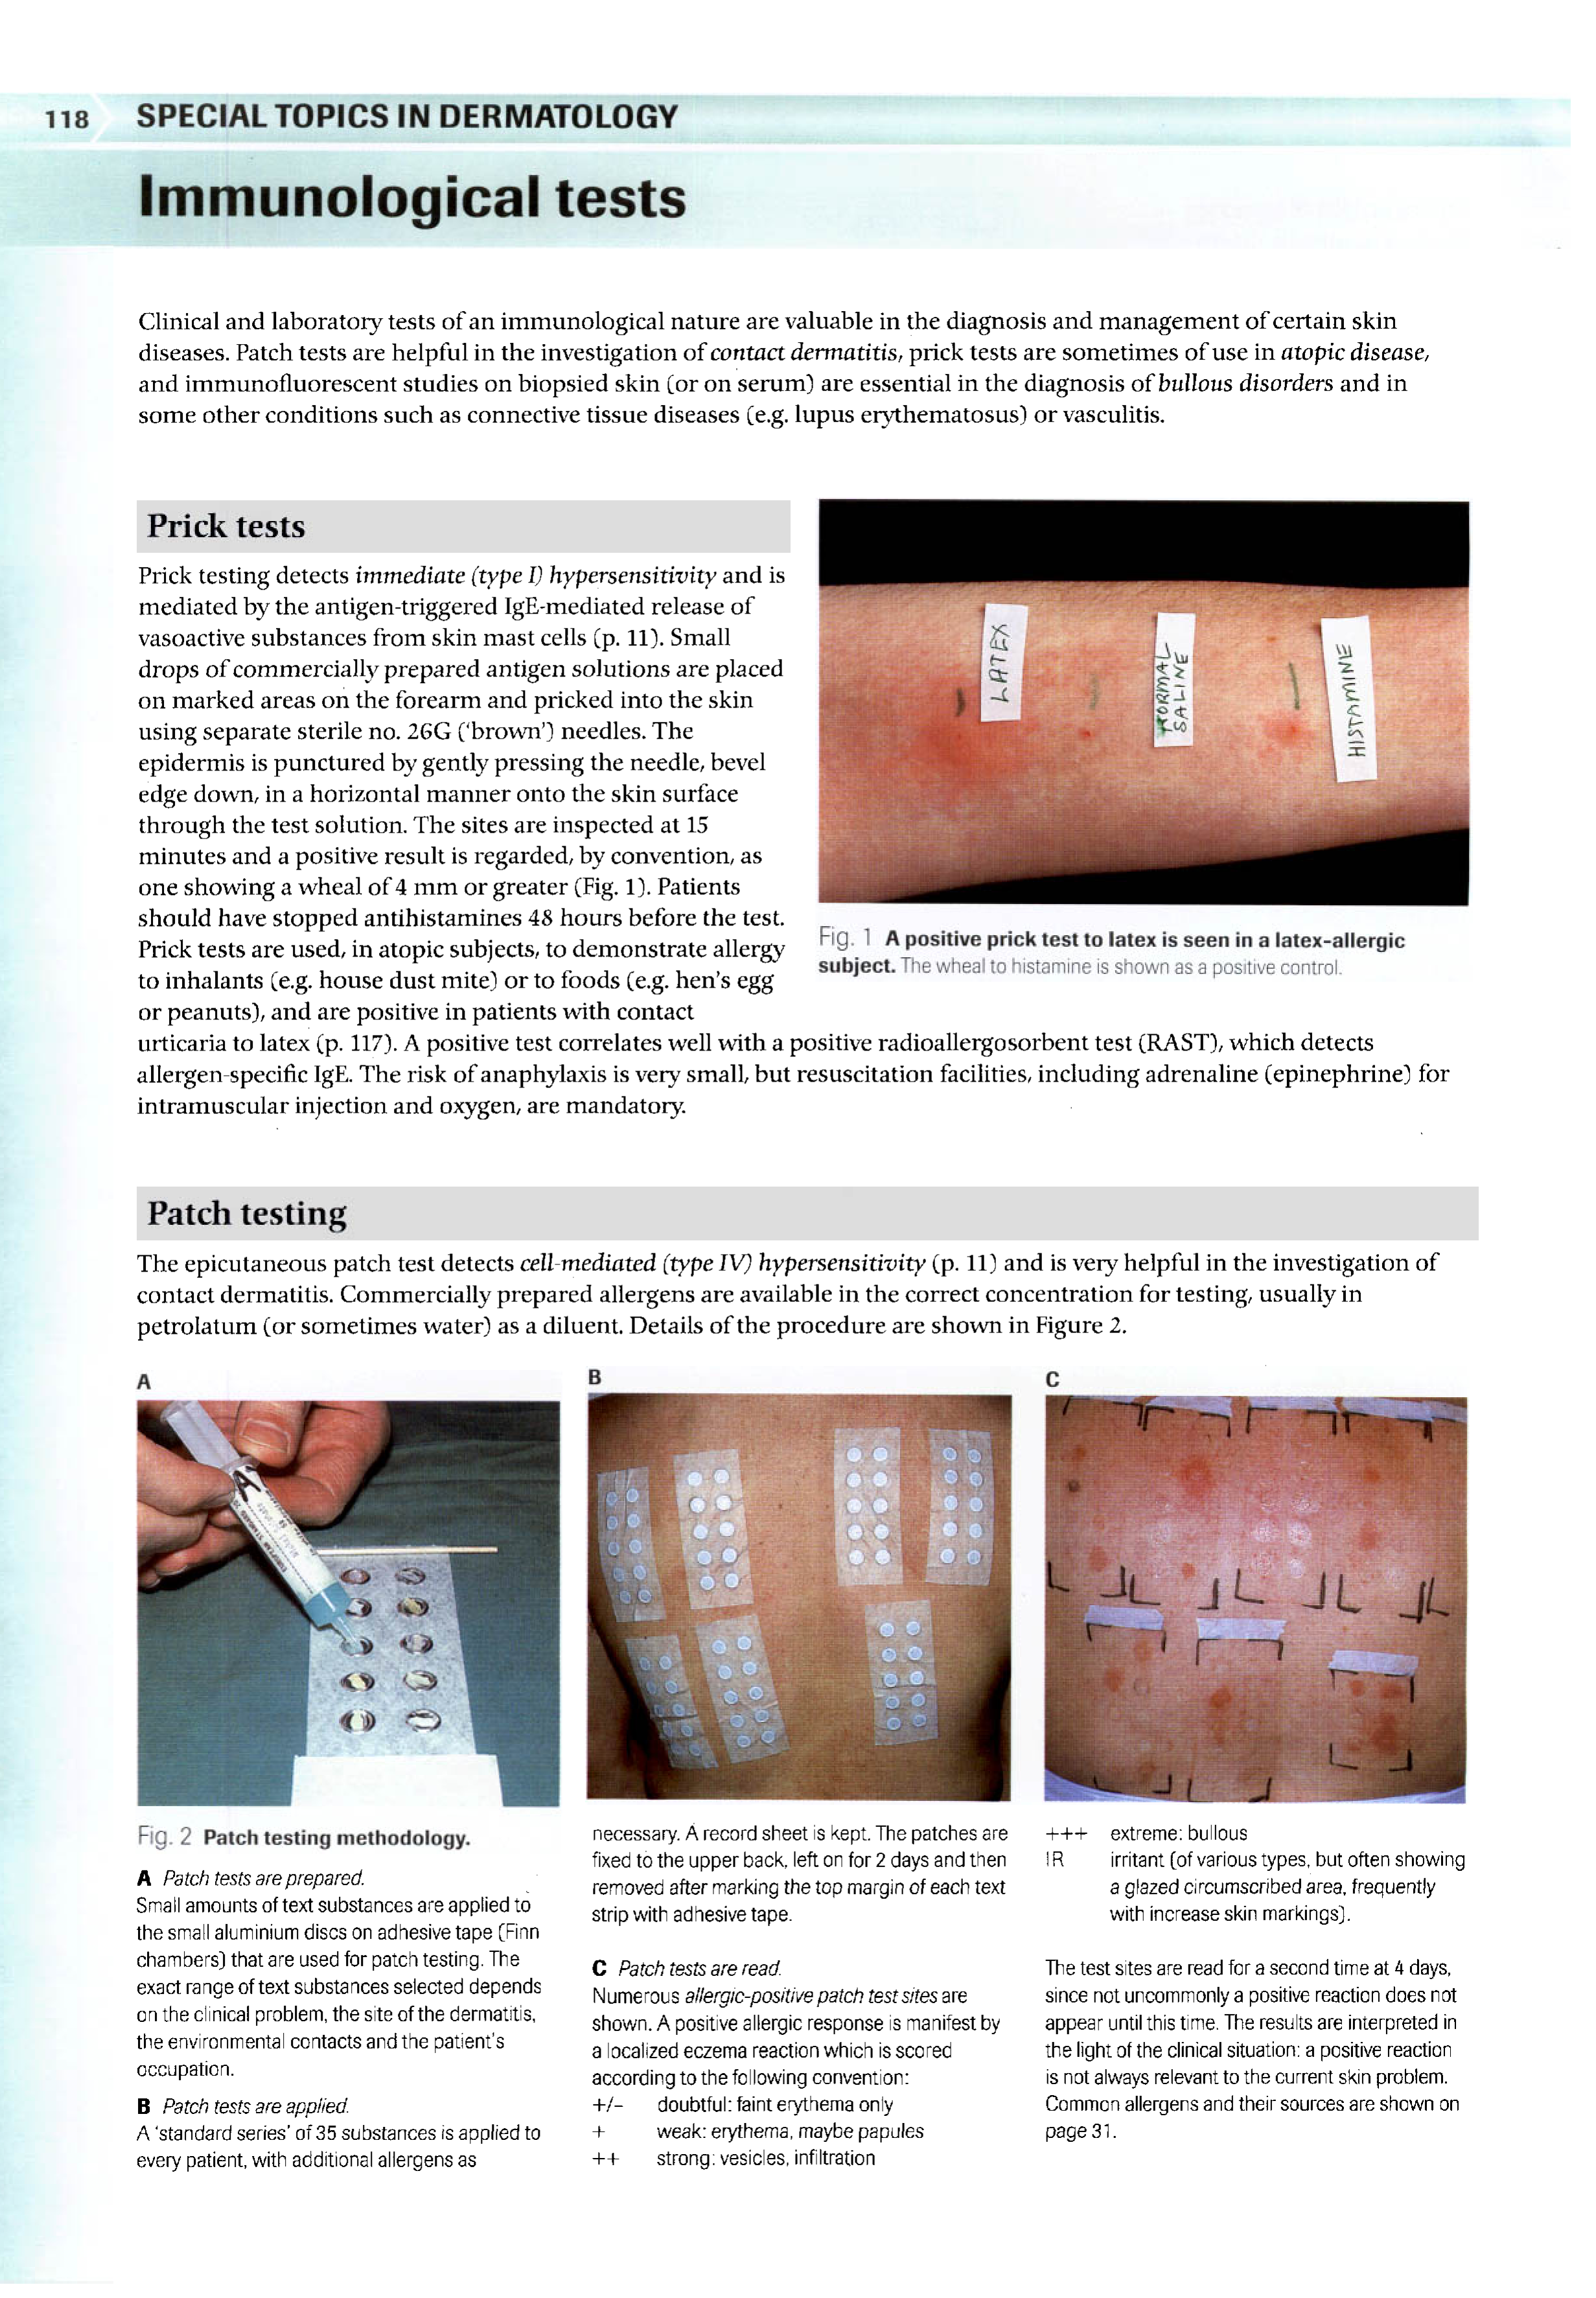 118
SPECIAL TOPICS IN DERMATOLOGY
Immunological tests
Clinical and laboratory tests of an immunological nature are valuable in the diagnosis and management of certain skin
diseases. Patch tests are helpful in the investigation of contact dermatitis, prick tests are sometimes of use in atopic disease,
and immunofluorescent studies on biopsied skin (or on serum) are essential in the diagnosis of bullous disorders and in
some other conditions such as connective tissue diseases (e.g. lupus erythematosus) or vasculitis.
Prick tests
Prick testing detects immediate (type I) hypersensitivity and is
mediated by the antigen-triggered IgE-mediated release of
vasoactive substances from skin mast cells (p. 11). Small
drops of commercially prepared antigen solutions are placed
on marked areas on the forearm and pricked into the skin
using separate sterile no. 26G ('brown') needles. The
epidermis is punctured by gently pressing the needle, bevel
edge down, in a horizontal manner onto the skin surface
through the test solution. The sites are inspected at 15
minutes and a positive result is regarded, by convention, as
one showing a wheal of 4 mm or greater (Fig. 1). Patients
should have stopped antihistamines 48 hours before the test.
Prick tests are used, in atopic subjects, to demonstrate allergy
to inhalants (e.g. house dust mite) or to foods (e.g. hen's egg
or peanuts), and are positive in patients with contact
urticaria to latex (p. 117). A positive test correlates well with a positive radioallergosorbent test (RAST), which detects
allergen-specific IgE. The risk of anaphylaxis is very small, but resuscitation facilities, including adrenaline (epinephrine) for
intramuscular injection and oxygen, are mandatory.
LATEX
NORMAL
SALINE
HISTAMINE
Fig. 1 A positive prick test to latex is seen in a latex-allergic
subject. The wheal to histamine is shown as a positive control.
Patch testing
The epicutaneous patch test detects cell-mediated (type IV) hypersensitivity (p. 11) and is very helpful in the investigation of
contact dermatitis. Commercially prepared allergens are available in the correct concentration for testing, usually in
petrolatum (or sometimes water) as a diluent. Details of the procedure are shown in Figure 2.
A
B
C
Fig. 2 Patch testing methodology.
A Patch tests are prepared.
Small amounts of text substances are applied to
the small aluminium discs on adhesive tape (Finn
chambers) that are used for patch testing. The
exact range of text substances selected depends
on the clinical problem, the site of the dermatitis,
the environmental contacts and the patient's
occupation.
B Patch tests are applied.
A 'standard series' of 35 substances is applied to
every patient, with additional allergens as
necessary. A record sheet is kept. The patches are
fixed to the upper back, left on for 2 days and then
removed after marking the top margin of each text
strip with adhesive tape.
C Patch tests are read.
Numerous allergic-positive patch test sites are
shown. A positive allergic response is manifest by
a localized eczema reaction which is scored
according to the following convention:
+/- doubtful: faint erythema only
+ weak: erythema, maybe papules
++ strong: vesicles, infiltration
+++ extreme: bullous
IR irritant (of various types, but often showing
a glazed circumscribed area, frequently
with increase skin markings).
The test sites are read for a second time at 4 days,
since not uncommonly a positive reaction does not
appear until this time. The results are interpreted in
the light of the clinical situation: a positive reaction
is not always relevant to the current skin problem.
Common allergens and their sources are shown on
page 31.